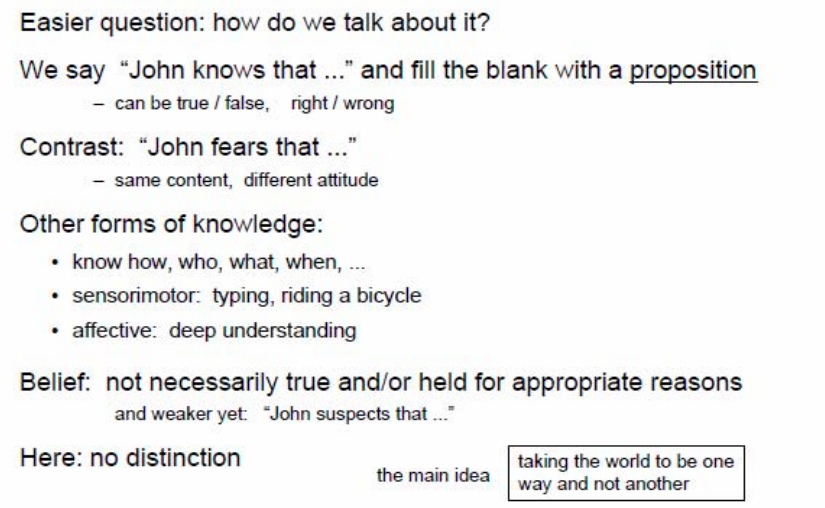 Easier question: how do we talk about it?
We say “John knows that ...” and fill the blank with a proposition
– can be true / false, right / wrong
Contrast: “John fears that ...”
– same content, different attitude
Other forms of knowledge:
• know how, who, what, when, ...
• sensorimotor: typing, riding a bicycle
• affective: deep understanding
Belief: not necessarily true and/or held for appropriate reasons
and weaker yet: “John suspects that ...”
Here: no distinction
the main idea
taking the world to be one
way and not another